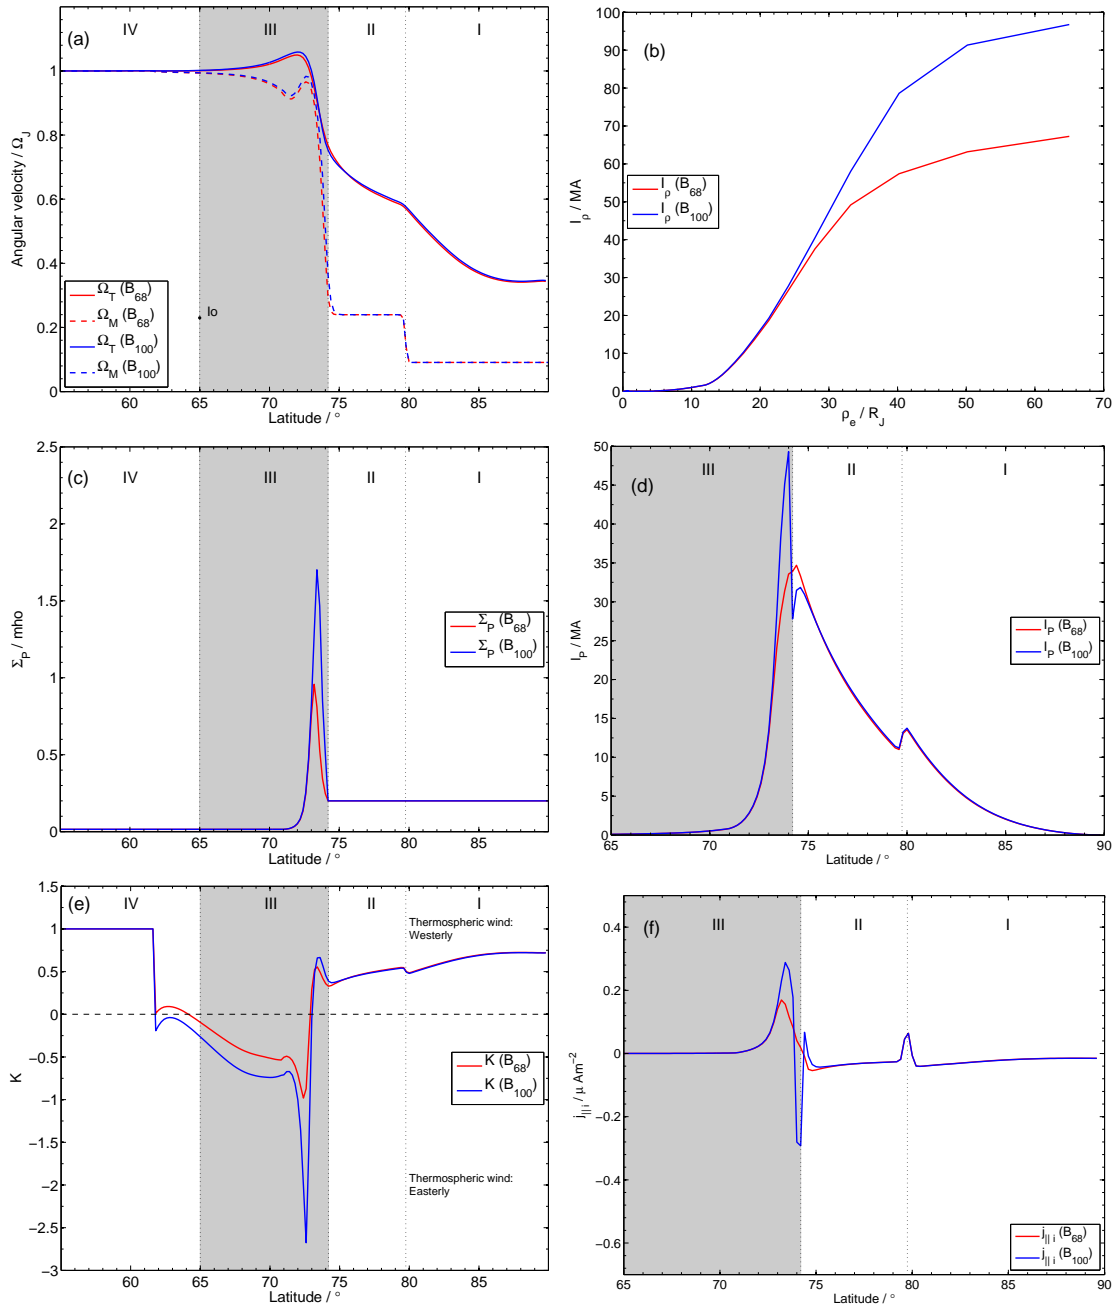 (a)
IV
III
II
I
1
0.8
0.6
0.4
0.2
0
Angular velocity / Ω_J
Io
Ω_T (B_68)
Ω_M (B_68)
Ω_T (B_100)
Ω_M (B_100)
60
65
70
75
80
85
Latitude / °
(b)
100
90
80
70
60
50
40
30
20
10
0
I_ρ / MA
I_ρ (B_68)
I_ρ (B_100)
0
10
20
30
40
50
60
70
ρ_e / R_J
(c)
IV
III
II
I
2.5
2
1.5
1
0.5
0
Σ_P / mho
Σ_P (B_68)
Σ_P (B_100)
60
65
70
75
80
85
Latitude / °
(d)
III
II
I
50
45
40
35
30
25
20
15
10
5
0
I_P / MA
I_P (B_68)
I_P (B_100)
65
70
75
80
85
90
Latitude / °
(e)
IV
III
II
I
Thermospheric wind:
Westerly
1.5
1
0.5
0
−0.5
−1
−1.5
−2
−2.5
−3
K
K (B_68)
K (B_100)
Thermospheric wind:
Easterly
60
65
70
75
80
85
Latitude / °
(f)
III
II
I
0.4
0.2
0
−0.2
−0.4
−0.6
j_||i / μ Am^−2
j_||i (B_68)
j_||i (B_100)
65
70
75
80
85
90
Latitude / °